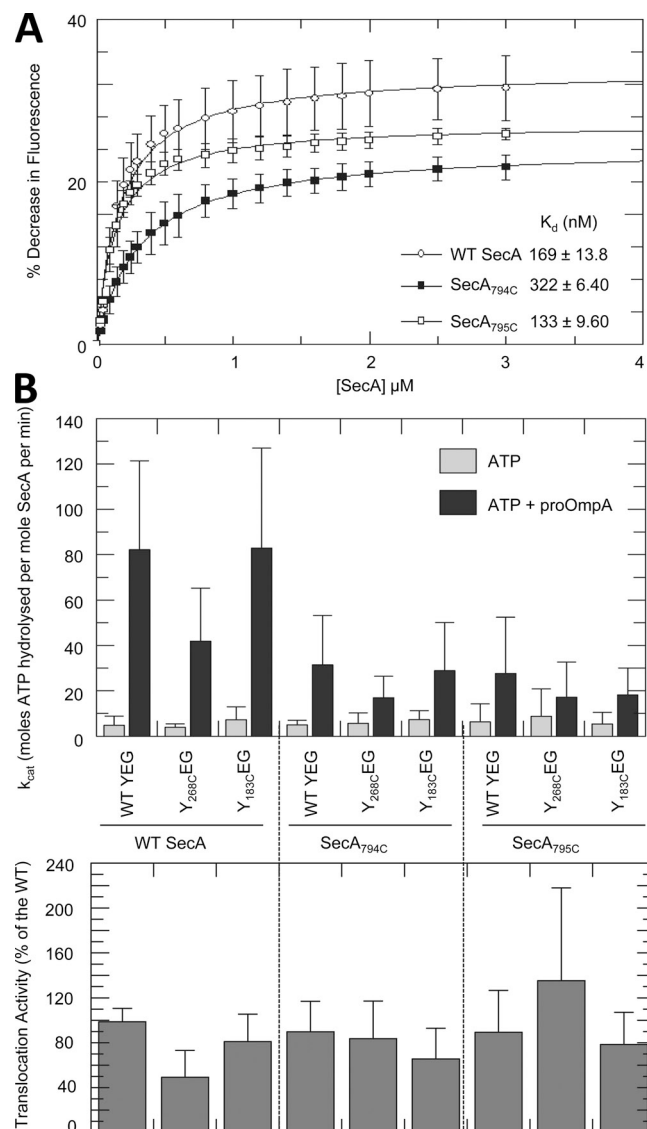 A
% Decrease in Fluorescence
40
20
0
K_d (nM)
WT SecA 169 ± 13.8
SecA₇₉₄C 322 ± 6.40
SecA₇₉₅C 133 ± 9.60
0 1 2 3 4
[SecA] µM
B
k_cat (moles ATP hydrolysed per mole SecA per min)
140
120
100
80
60
40
20
0
ATP
ATP + proOmpA
WT YEG
Y₂₆₈CEG
Y₁₈₃CEG
WT YEG
Y₂₆₈CEG
Y₁₈₃CEG
WT YEG
Y₂₆₈CEG
Y₁₈₃CEG
WT SecA SecA₇₉₄C SecA₇₉₅C
Translocation Activity (% of the WT)
240
200
160
120
80
40
0